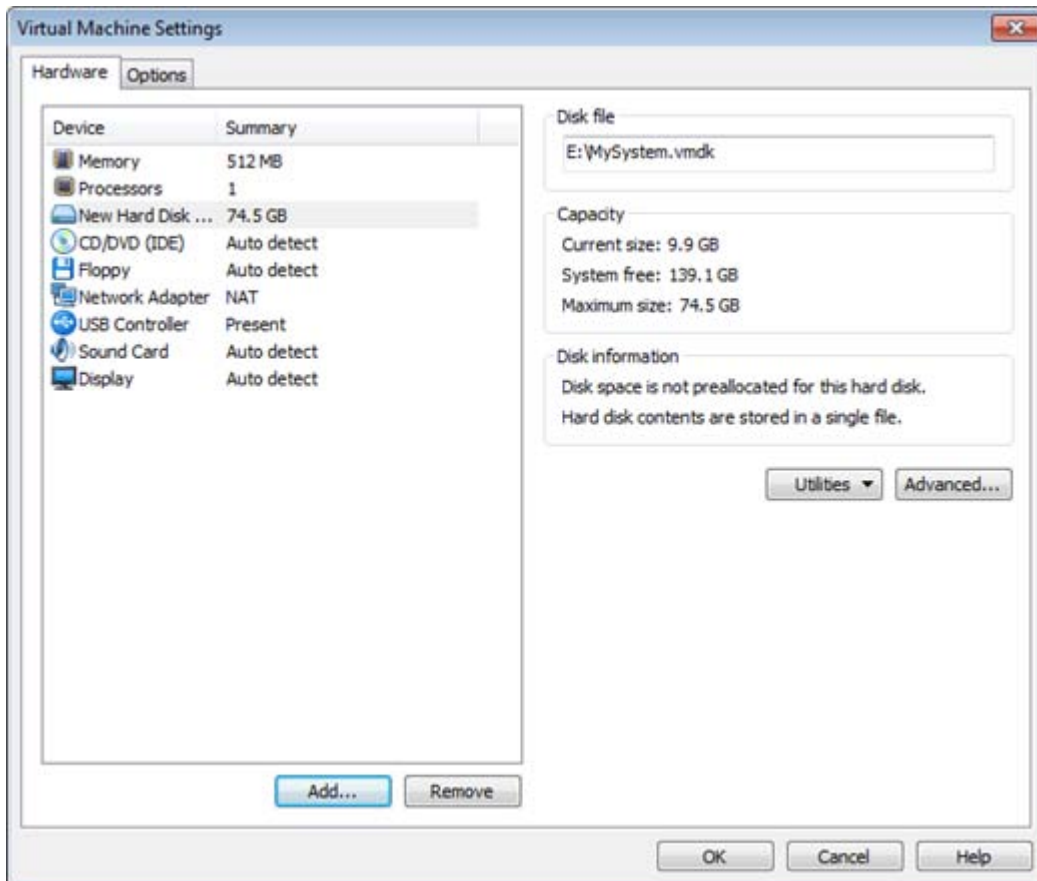 Virtual Machine Settings
Hardware Options
Device Summary
Memory 512 MB
Processors 1
New Hard Disk ... 74.5 GB
CD/DVD (IDE) Auto detect
Floppy Auto detect
Network Adapter NAT
USB Controller Present
Sound Card Auto detect
Display Auto detect
Add... Remove
Disk file
E:\MySystem.vmdk
Capacity
Current size: 9.9 GB
System free: 139.1 GB
Maximum size: 74.5 GB
Disk information
Disk space is not preallocated for this hard disk.
Hard disk contents are stored in a single file.
Utilities Advanced...
OK Cancel Help